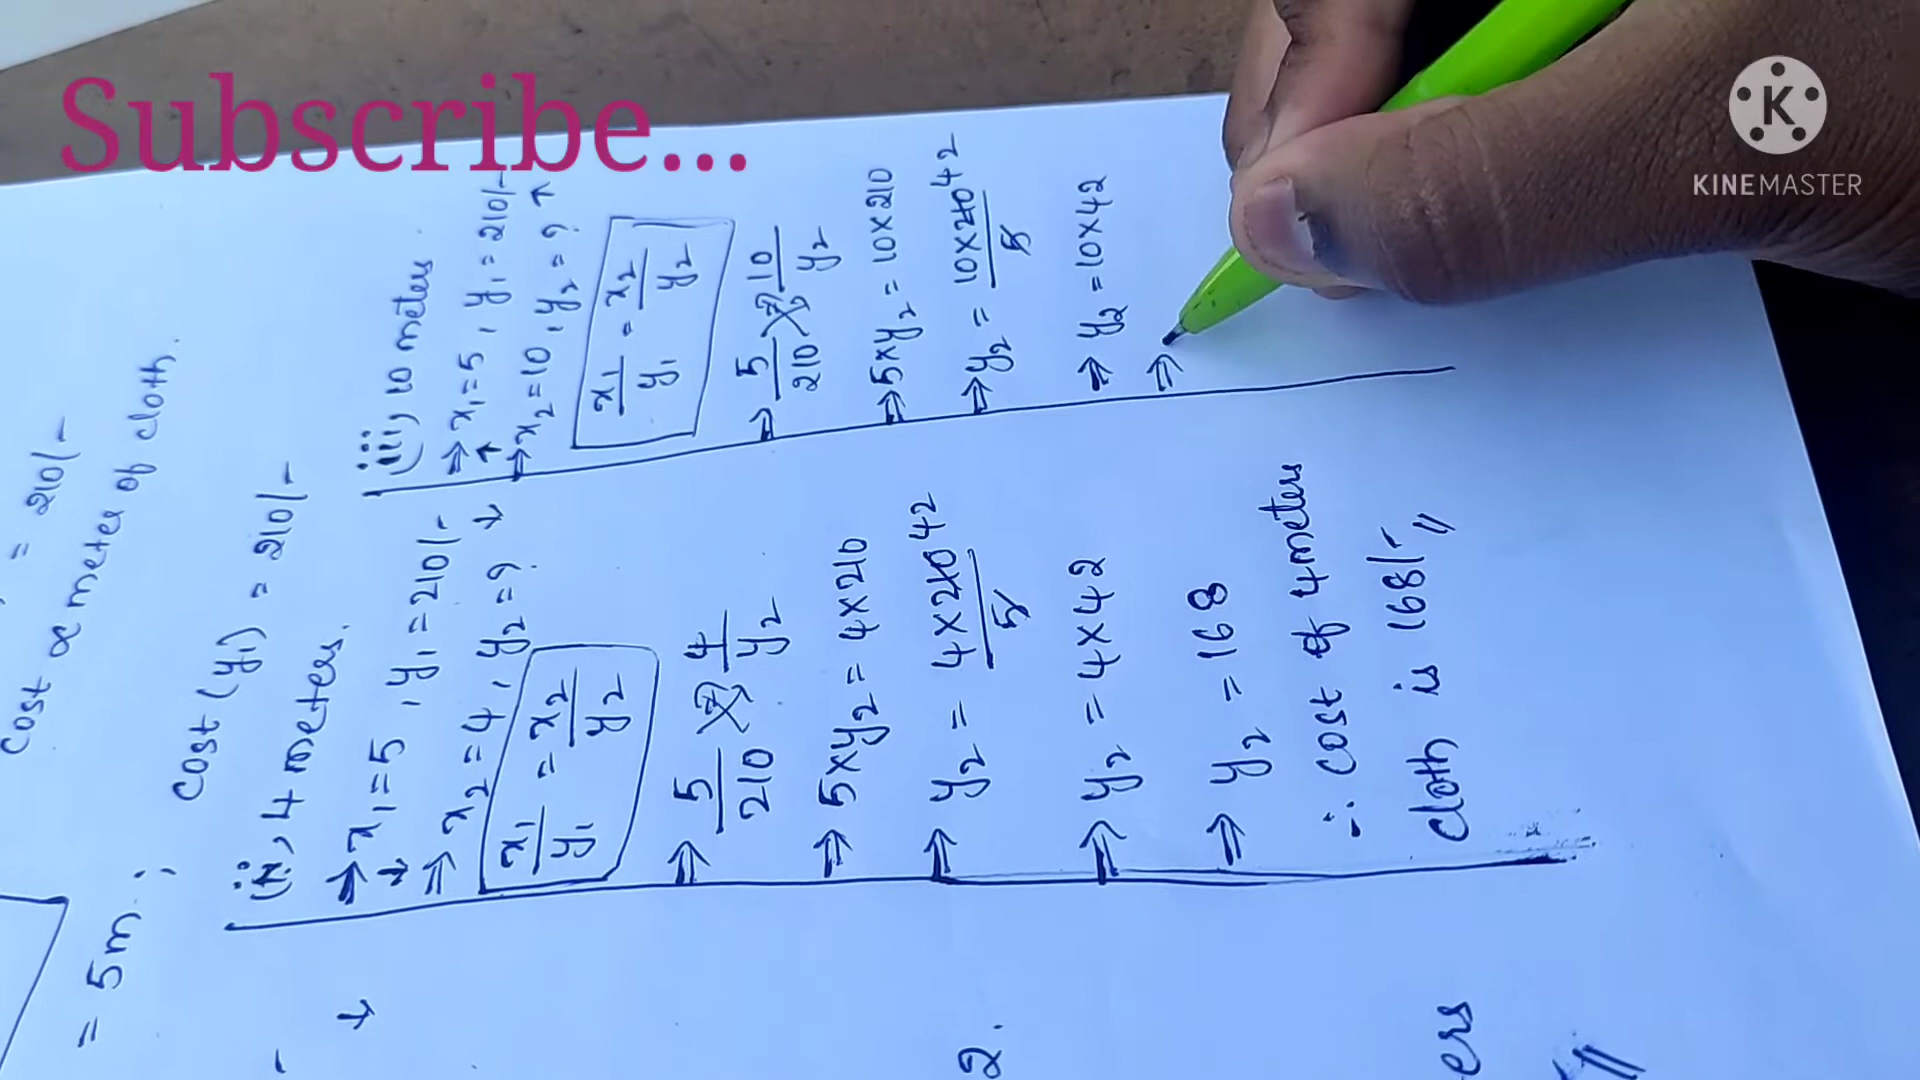 Subscribe...
KINEMASTER
= 210/-
cost ∝ meter of cloth.
= 5m ;
cost (y₁) = 210/-
(ii), 4 meters.
⇒ x₁ = 5 , y₁ = 210/-
↓ ↓
⇒ x₂ = 4 , y₂ = ?
x₁/y₁ = x₂/y₂
⇒ 5/210 = 4/y₂
⇒ 5 x y₂ = 4 x 210
⇒ y₂ = 4 x 210 42 / 5
⇒ y₂ = 4 x 42
⇒ y₂ = 168
∴ cost of 4 meters
cloth is 168/- //
(iii), 10 meters
⇒ x₁ = 5 , y₁ = 210/-
↑ ↑
⇒ x₂ = 10 , y₂ = ?
x₁/y₁ = x₂/y₂
⇒ 5/210 = 10/y₂
⇒ 5 x y₂ = 10 x 210
⇒ y₂ = 10 x 210 42 / 5
⇒ y₂ = 10 x 42
⇒
↓
2.
ers
//